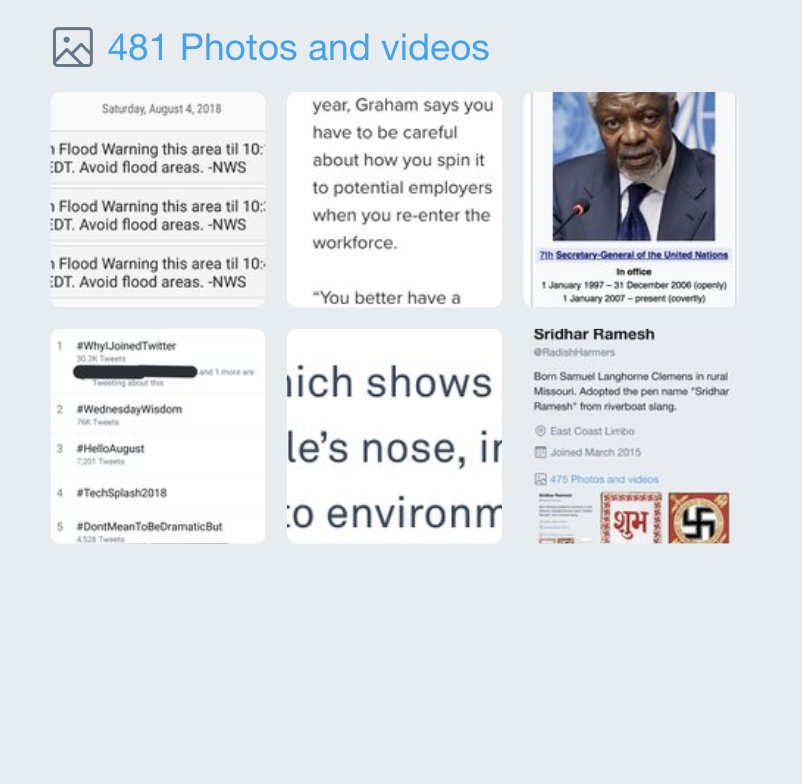 481 Photos and videos
Saturday, August 4, 2018
n Flood Warning this area til 10:
EDT. Avoid flood areas. -NWS
n Flood Warning this area til 10:
EDT. Avoid flood areas. -NWS
n Flood Warning this area til 10:
EDT. Avoid flood areas. -NWS
year, Graham says you
have to be careful
about how you spin it
to potential employers
when you re-enter the
workforce.
“You better have a
7th Secretary-General of the United Nations
In office
1 January 1997 – 31 December 2006 (openly)
1 January 2007 – present (covertly)
1 #WhyIJoinedTwitter
30.2K Tweets
and 1 more are
Tweeting about this
2 #WednesdayWisdom
76K Tweets
3 #HelloAugust
7,201 Tweets
4 #TechSplash2018
5 #DontMeanToBeDramaticBut
4,528 Tweets
hich shows
le’s nose, in
to environm
Sridhar Ramesh
@RadishHarmers
Born Samuel Langhorne Clemens in rural
Missouri. Adopted the pen name "Sridhar
Ramesh" from riverboat slang.
East Coast Limbo
Joined March 2015
475 Photos and videos
शुभ